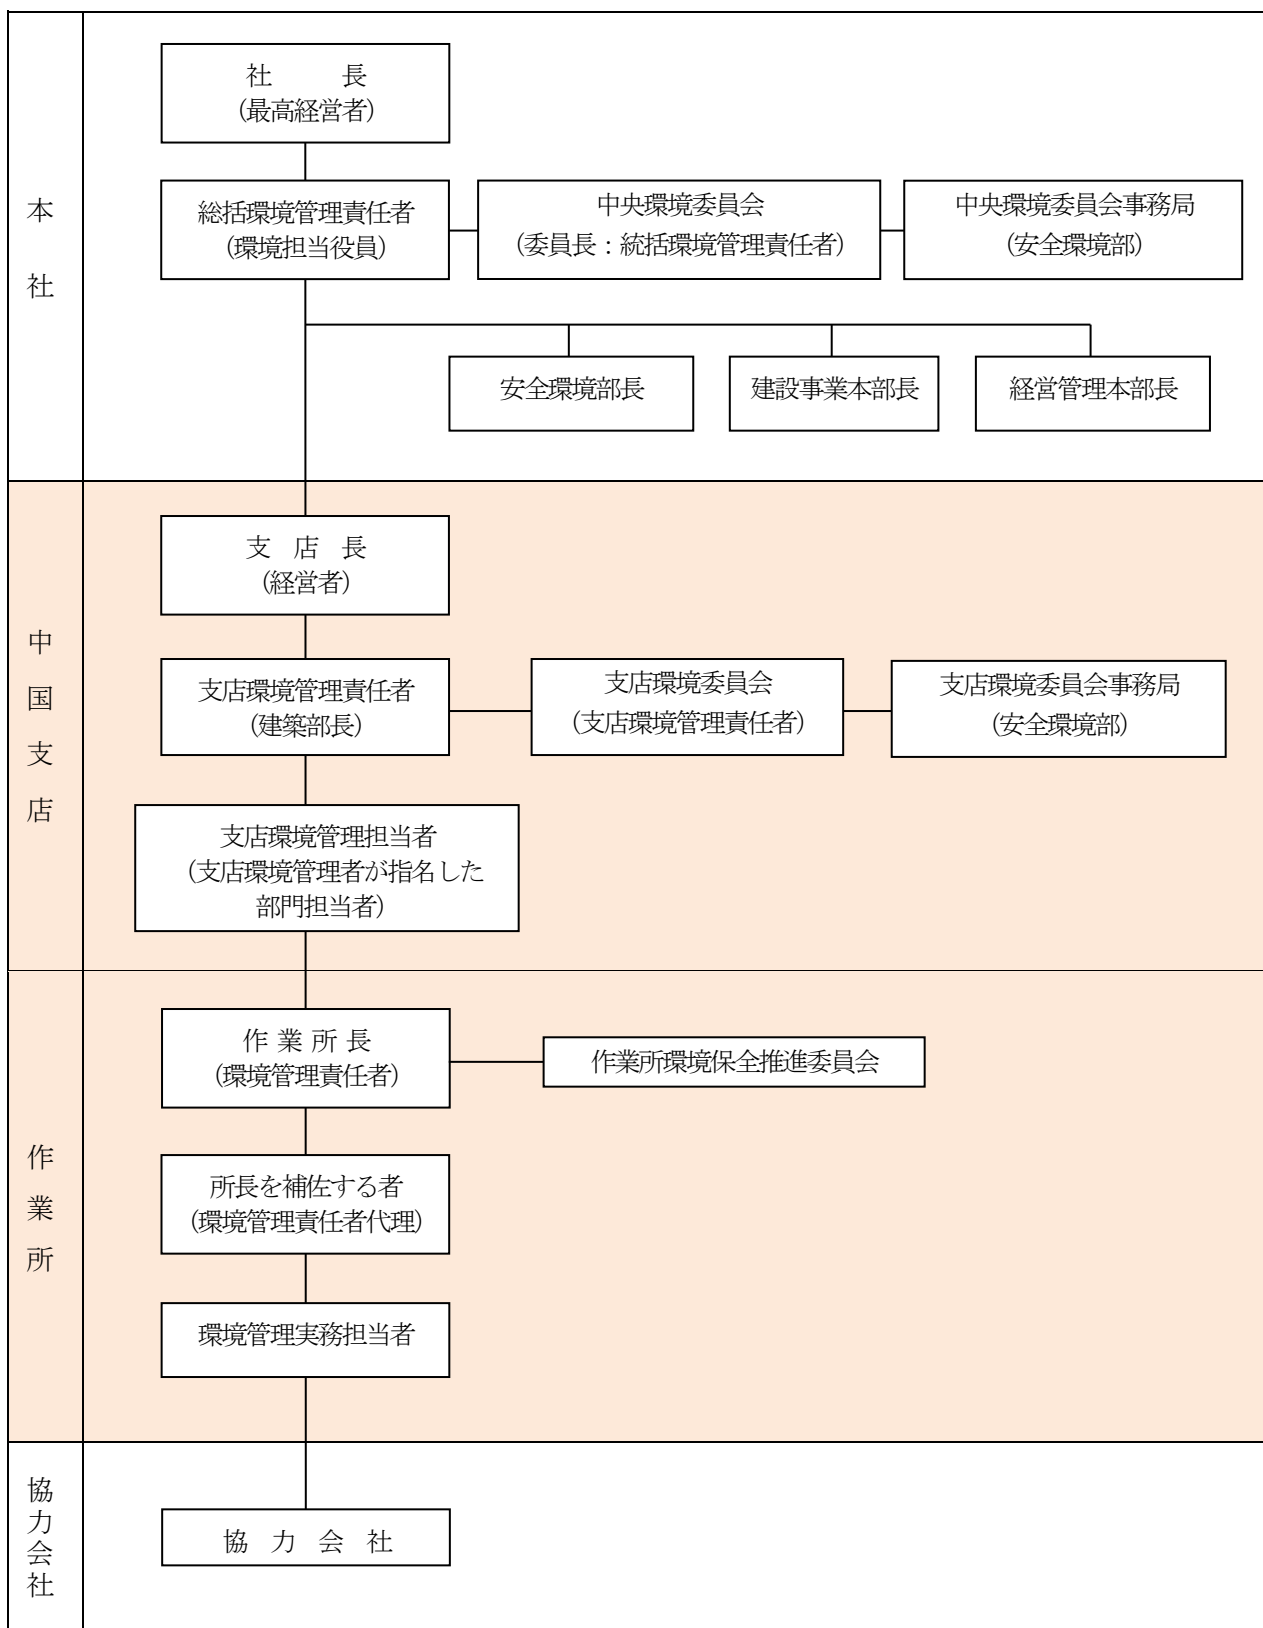 本社
社　長
(最高経営者)
総括環境管理責任者
(環境担当役員)
中央環境委員会
(委員長：統括環境管理責任者)
中央環境委員会事務局
(安全環境部)
安全環境部長
建設事業本部長
経営管理本部長
中国支店
支店長
(経営者)
支店環境管理責任者
(建築部長)
支店環境委員会
(支店環境管理責任者)
支店環境委員会事務局
(安全環境部)
支店環境管理担当者
(支店環境管理者が指名した
部門担当者)
作業所
作業所長
(環境管理責任者)
作業所環境保全推進委員会
所長を補佐する者
(環境管理責任者代理)
環境管理実務担当者
協力会社
協力会社